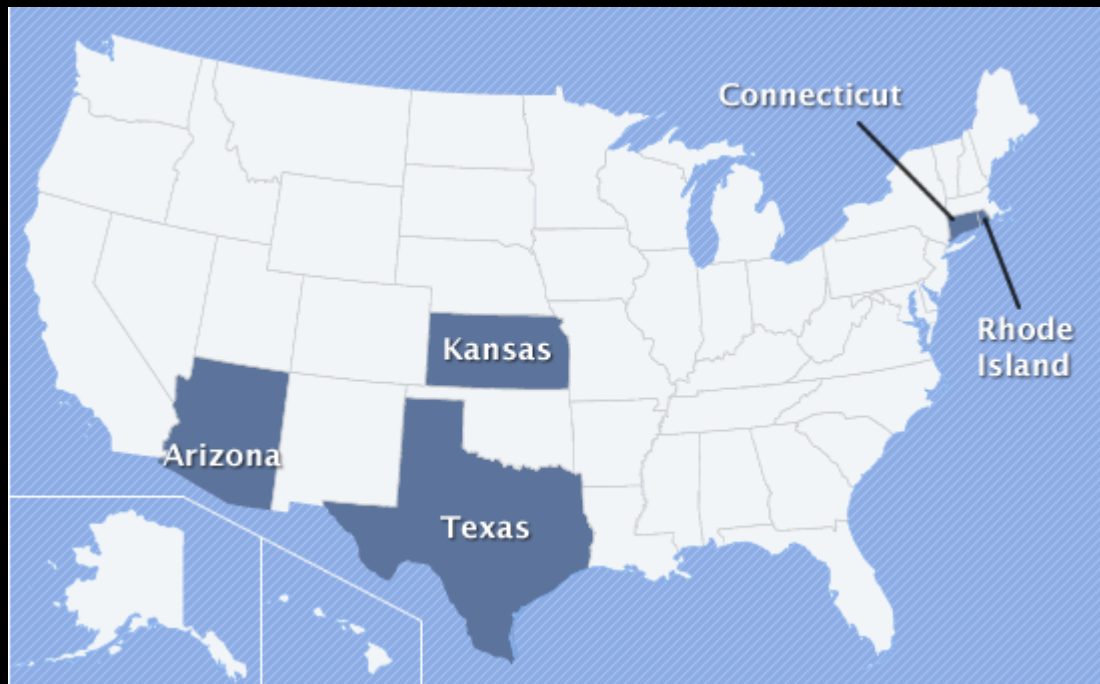 Connecticut
Rhode
Island
Kansas
Arizona
Texas